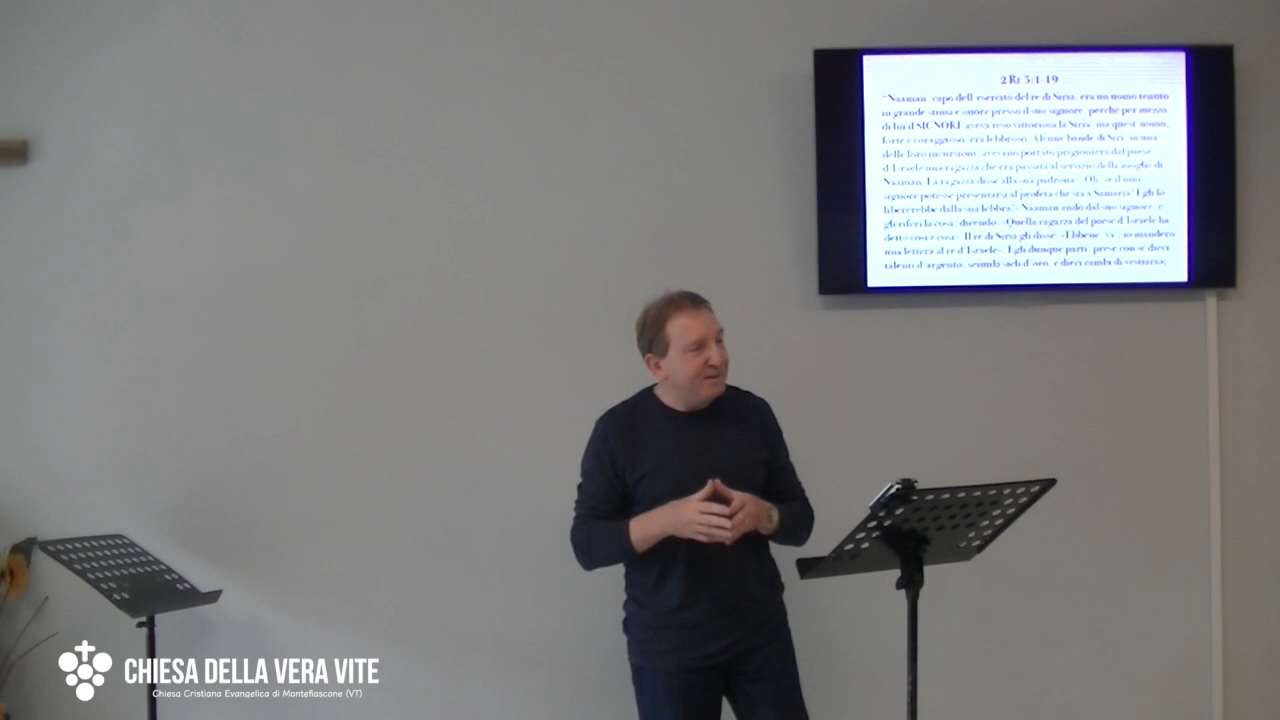 2 RE 5:1-19
"Naaman, capo dell'esercito del re di Siria, era un uomo tenuto
in grande stima e onore presso il suo signore, perché per mezzo
di lui il SIGNORE aveva reso vittoriosa la Siria; ma quest'uomo,
forte e coraggioso, era lebbroso. Alcune bande di Siri, in una
delle loro incursioni, avevano portato prigioniera dal paese
d'Israele una ragazza che era passata al servizio della moglie di
Naaman. La ragazza disse alla sua padrona: «Oh, se il mio
signore potesse presentarsi al profeta che sta a Samaria! Egli lo
libererebbe dalla sua lebbra!» Naaman andò dal suo signore, e
gli riferì la cosa, dicendo: «Quella ragazza del paese d'Israele ha
detto così e così». Il re di Siria gli disse: «Ebbene, va', io manderò
una lettera al re d'Israele». Egli dunque partì, prese con sé dieci
talenti d'argento, seimila sicli d'oro, e dieci cambi di vestiario;
CHIESA DELLA VERA VITE
Chiesa Cristiana Evangelica di Montefiascone (VT)